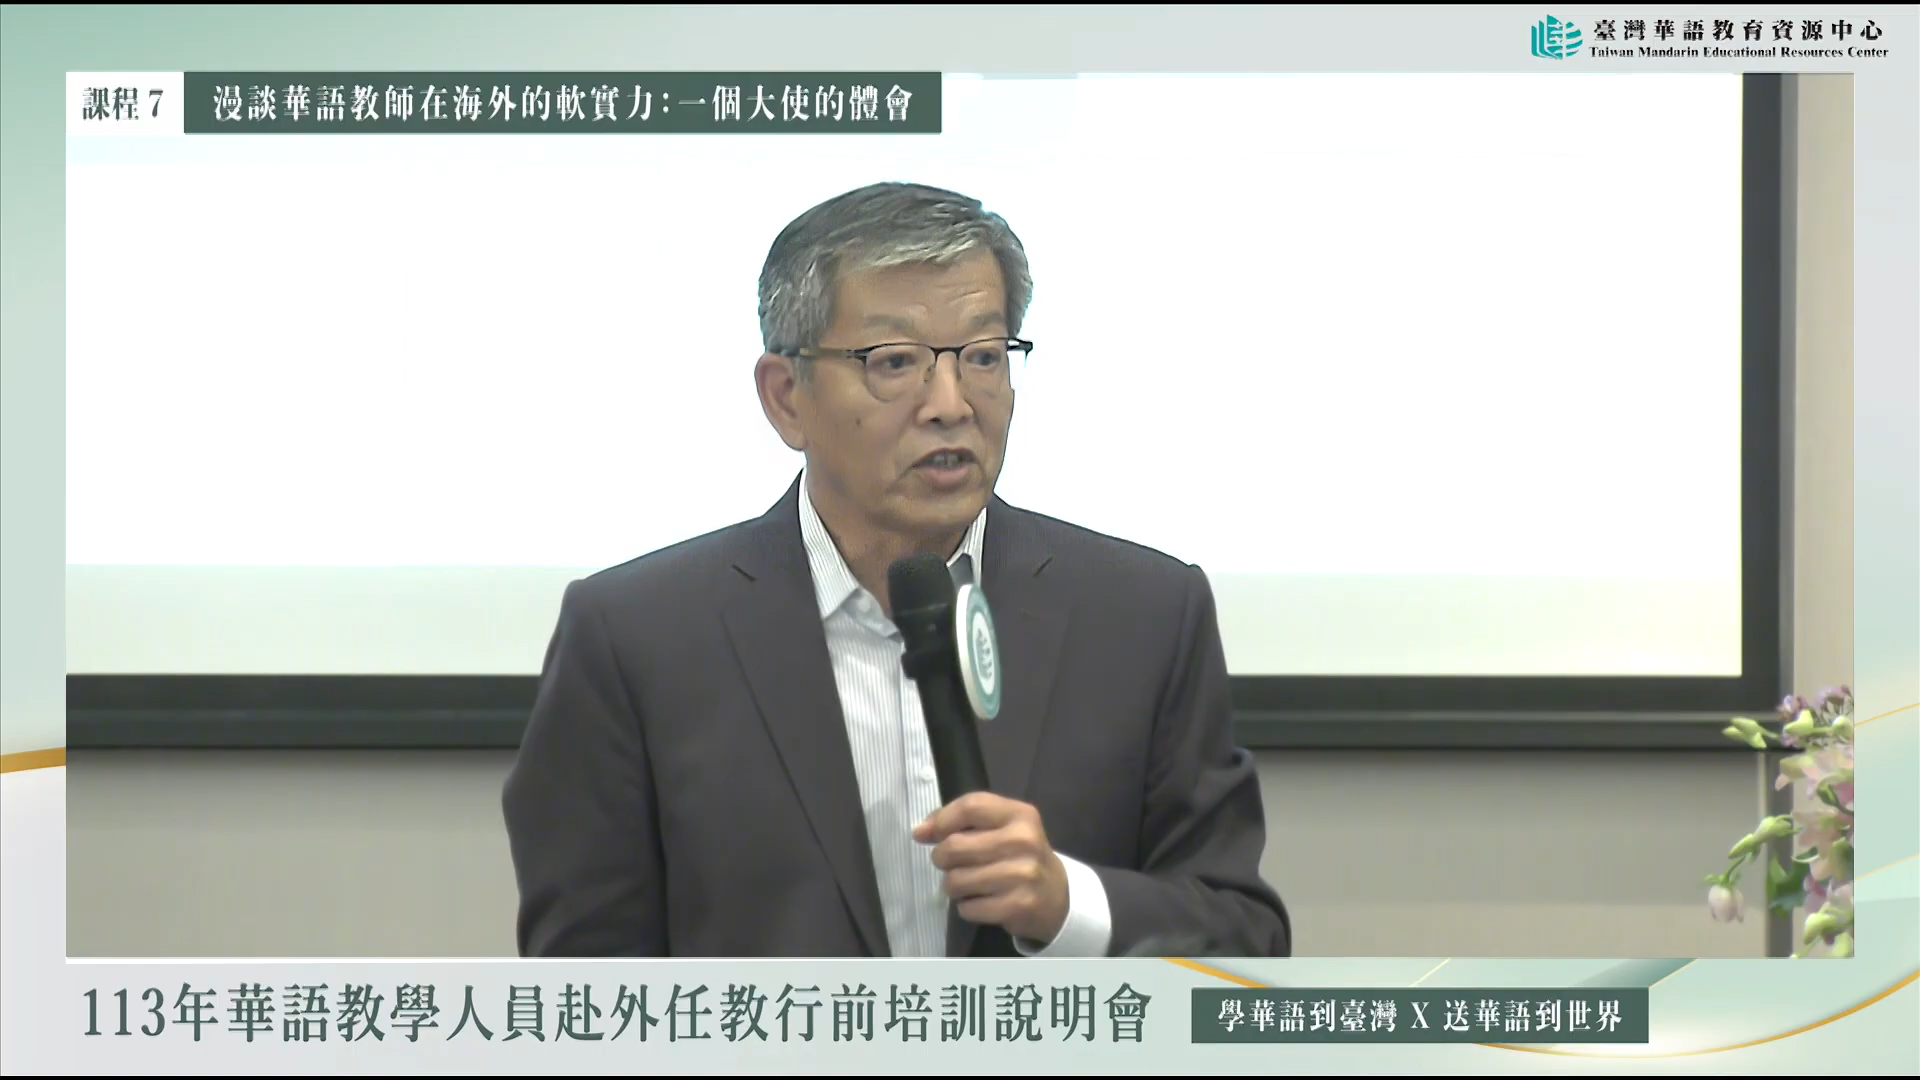 臺灣華語教育資源中心
Taiwan Mandarin Educational Resources Center
課程 7
漫談華語教師在海外的軟實力：一個大使的體會
113年華語教學人員赴外任教行前培訓說明會
學華語到臺灣 X 送華語到世界